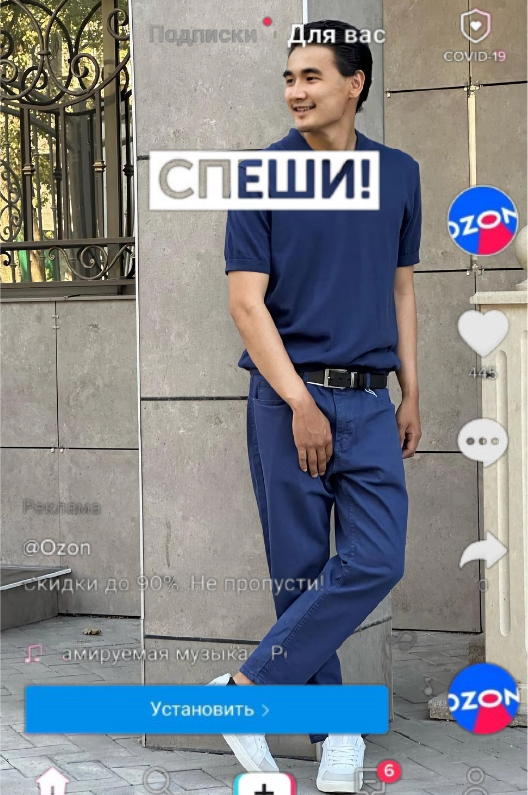 Подписки Для вас
COVID-19
СПЕШИ!
OZON
445
Реклама
@Ozon
Скидки до 90%. Не пропусти!
0
амируемая музыка Р
Установить >
OZON
6